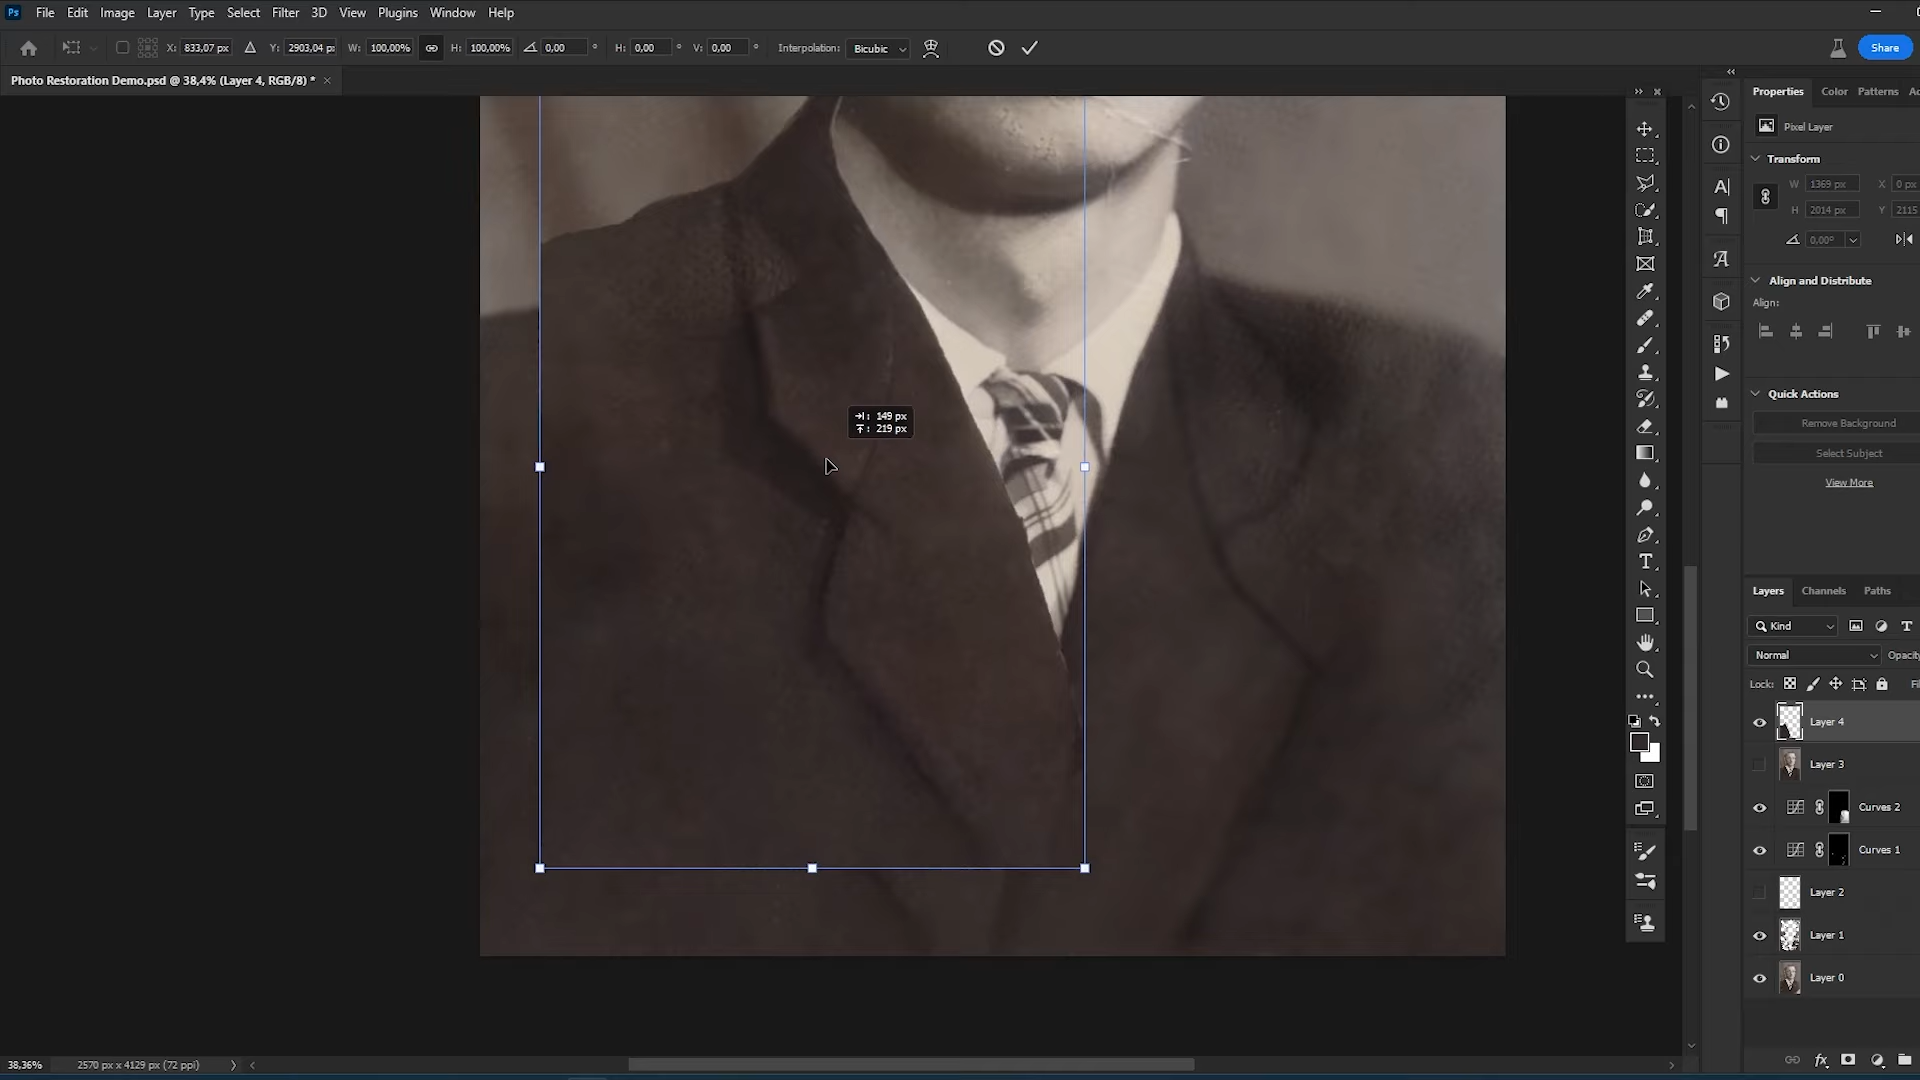 Ps File Edit Image Layer Type Select Filter 3D View Plugins Window Help
X: 833,07 px Y: 2903,04 p: W: 100,00% H: 100,00% 0,00 ° H: 0,00 ° V: 0,00 ° Interpolation: Bicubic Share
Photo Restoration Demo.psd @ 38,4% (Layer 4, RGB/8) * ×
Properties Color Patterns Ac
Pixel Layer
Transform
W 1369 px X 0 px
H 2014 px Y 2115
0,00°
Align and Distribute
Align:
Quick Actions
Remove Background
Select Subject
View More
149 px
219 px
Layers Channels Paths
Kind
Normal Opacity
Lock: Fil
Layer 4
Layer 3
Curves 2
Curves 1
Layer 2
Layer 1
Layer 0
38,36% 2570 px x 4129 px (72 ppi)